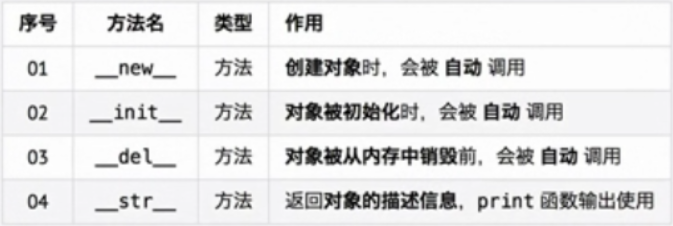 序号 方法名 类型 作用
01 __new__ 方法 创建对象时，会被 自动 调用
02 __init__ 方法 对象被初始化时，会被 自动 调用
03 __del__ 方法 对象被从内存中销毁前，会被 自动 调用
04 __str__ 方法 返回对象的描述信息，print 函数输出使用